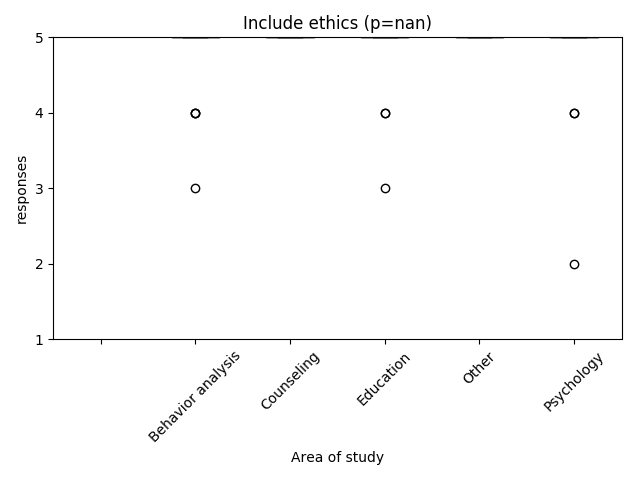 Include ethics (p=nan)
5
4
3
2
1
responses
Behavior analysis
Counseling
Education
Other
Psychology
Area of study